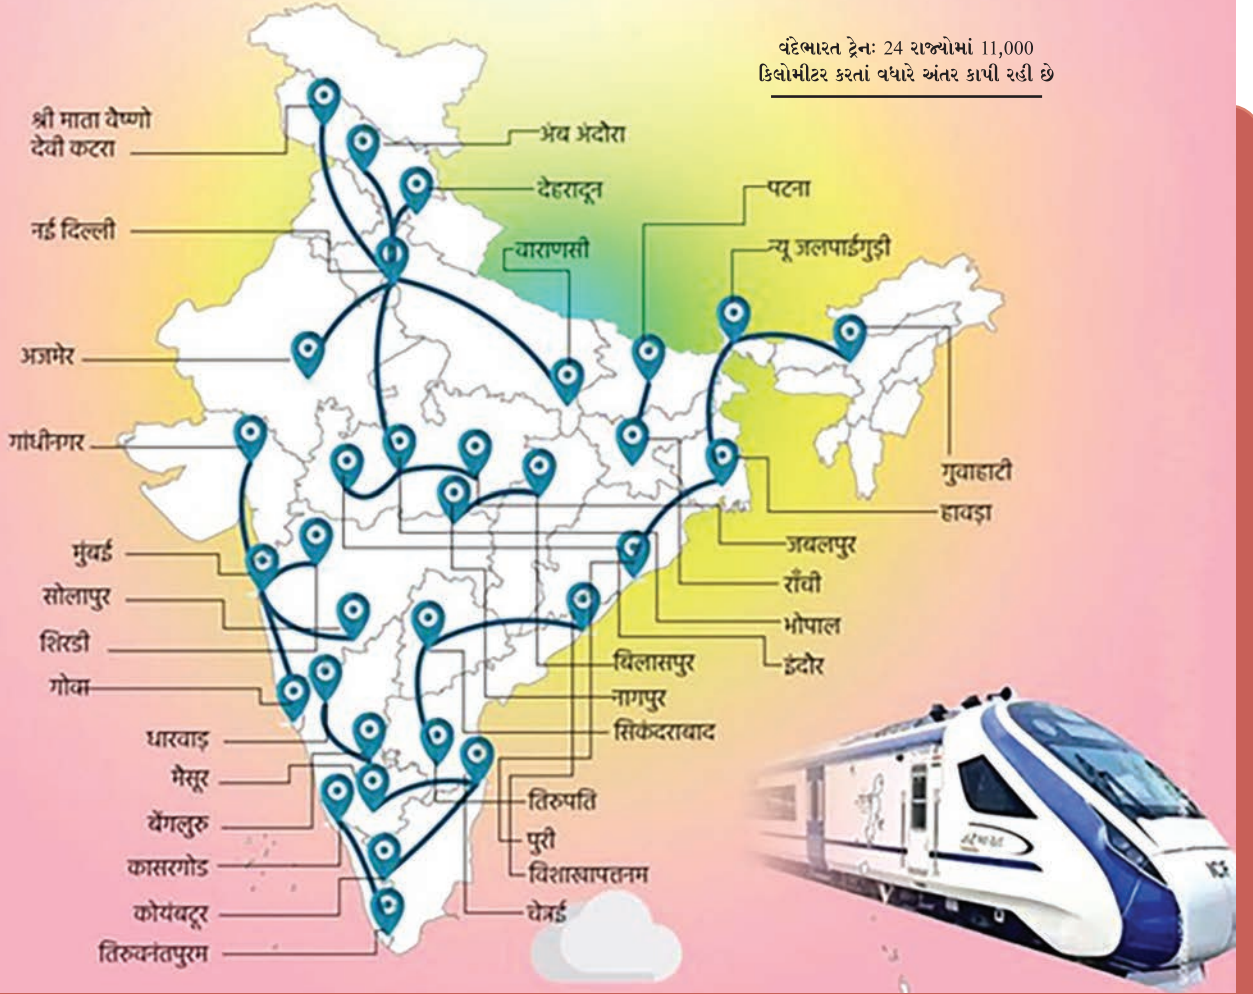 વંદેભારત ટ્રેનઃ 24 રાજ્યોમાં 11,000
કિલોમીટર કરતાં વધારે અંતર કાપી રહી છે
श्री माता वैष्णो
देवी कटरा
अंब अंदोरा
देहरादून
पटना
नई दिल्ली
वाराणसी
न्यू जलपाईगुड़ी
अजमेर
गांधीनगर
गुवाहाटी
हावड़ा
मुंबई
जबलपुर
सोलापुर
राँची
भोपाल
शिरडी
बिलासपुर
इंदौर
गोवा
नागपुर
सिकंदराबाद
धारवाड़
मैसूर
तिरुपति
बेंगलुरु
पुरी
कासरगोड
विशाखापत्तनम
कोयंबटूर
चेन्नई
तिरुवनंतपुरम
ICF